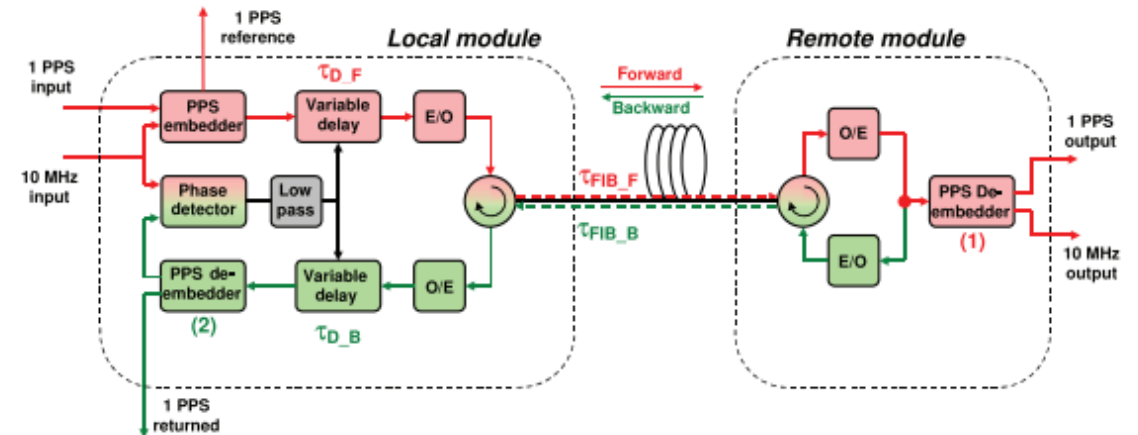 1 PPS
reference
Local module
Remote module
1 PPS
input
τD_F
Forward
Backward
PPS
embedder
Variable
delay
E/O
O/E
1 PPS
output
10 MHz
input
Phase
detector
Low
pass
τFIB_F
τFIB_B
PPS De-
embedder
(1)
E/O
10 MHz
output
PPS de-
embedder
(2)
Variable
delay
O/E
τD_B
1 PPS
returned